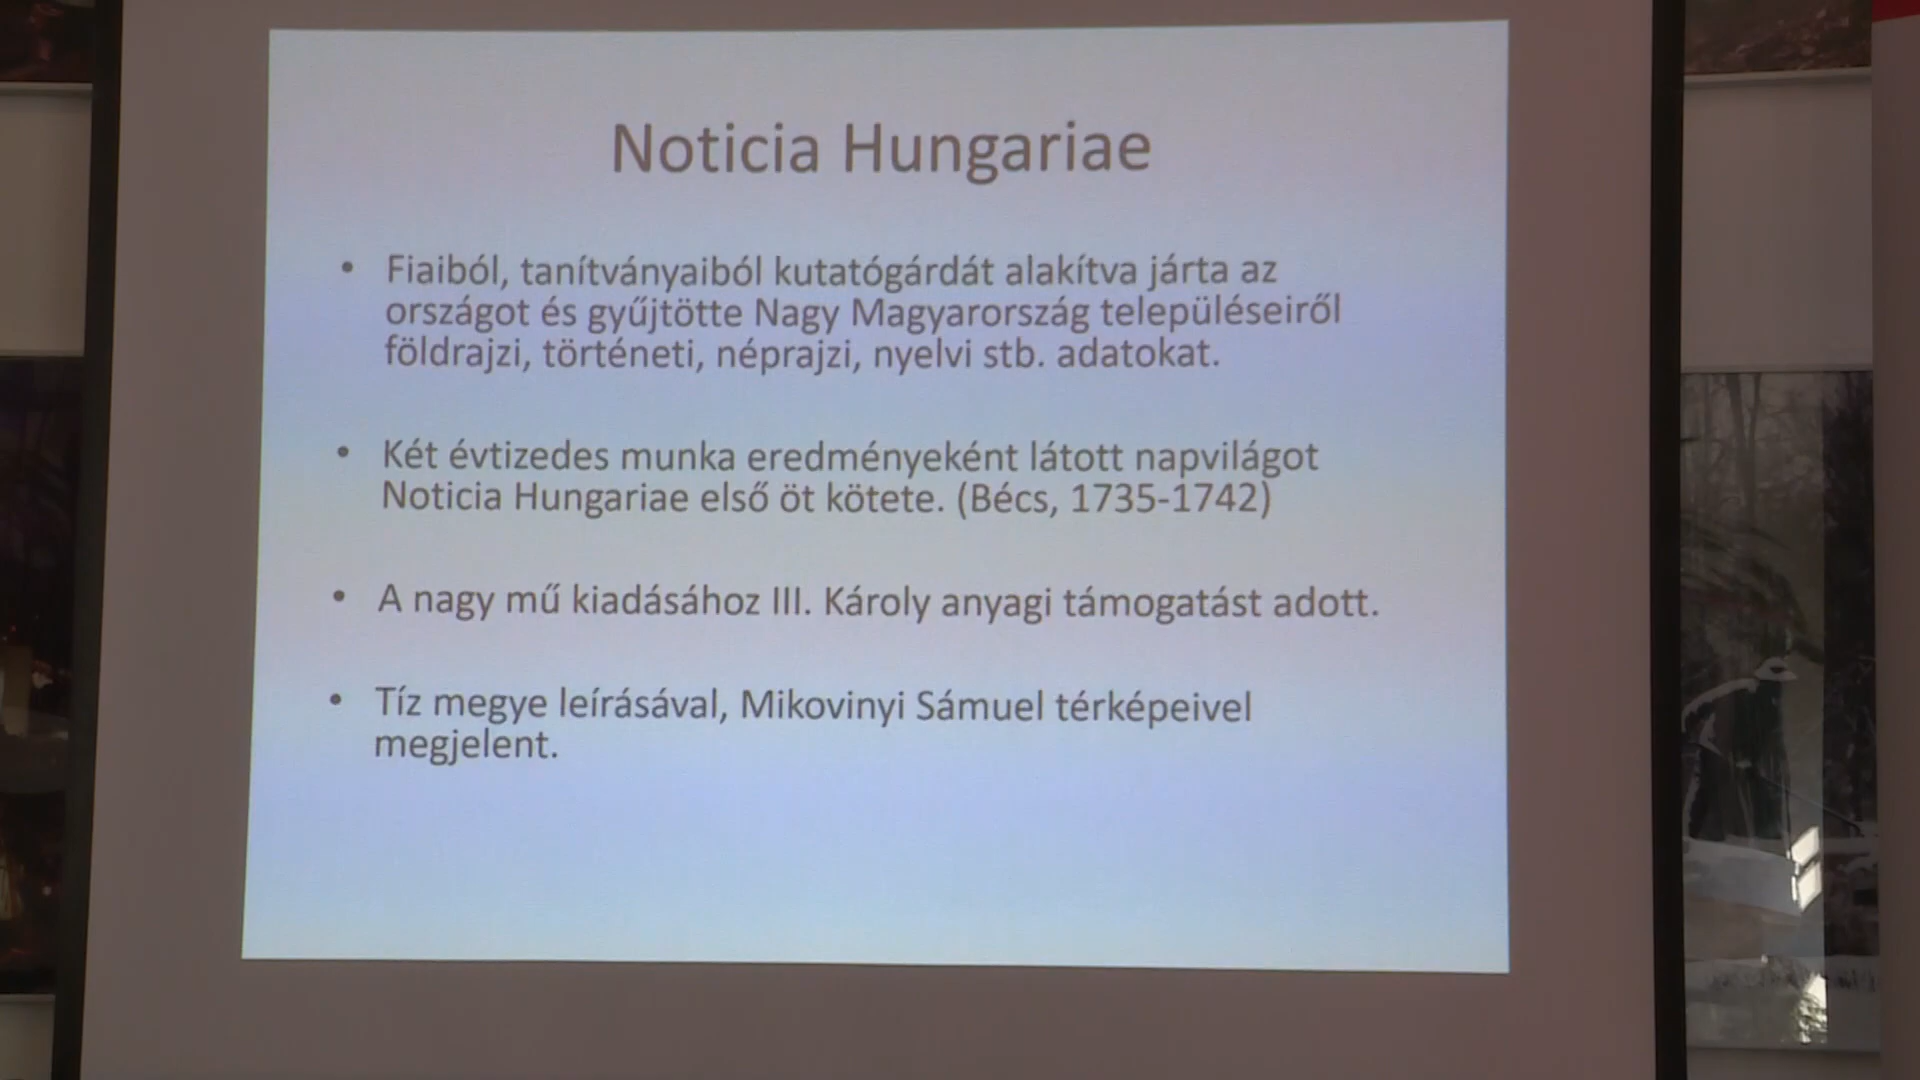 Noticia Hungariae
• Fiaiból, tanítványaiból kutatógárdát alakítva járta az
országot és gyűjtötte Nagy Magyarország településeiről
földrajzi, történeti, néprajzi, nyelvi stb. adatokat.
• Két évtizedes munka eredményeként látott napvilágot
Noticia Hungariae első öt kötete. (Bécs, 1735-1742)
• A nagy mű kiadásához III. Károly anyagi támogatást adott.
• Tíz megye leírásával, Mikovinyi Sámuel térképeivel
megjelent.